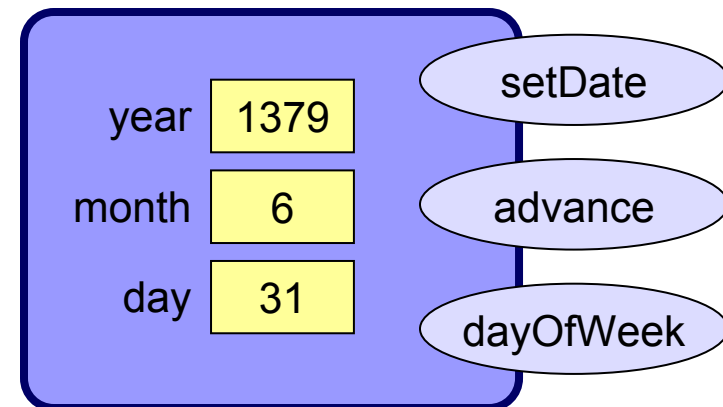 setDate
year 1379
month 6
advance
day 31
dayOfWeek